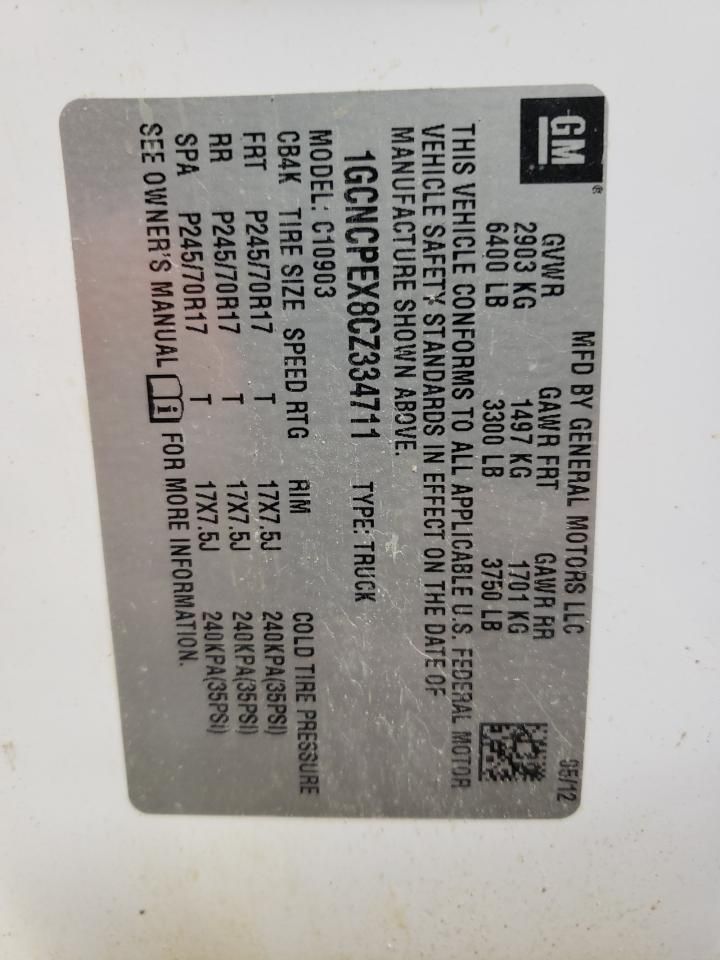 GM ®
MFD BY GENERAL MOTORS LLC 05/12
GVWR GAWR FRT GAWR RR
2903 KG 1497 KG 1701 KG
6400 LB 3300 LB 3750 LB
THIS VEHICLE CONFORMS TO ALL APPLICABLE U.S. FEDERAL MOTOR
VEHICLE SAFETY STANDARDS IN EFFECT ON THE DATE OF
MANUFACTURE SHOWN ABOVE.
1GCNCPEX8CZ334711 TYPE: TRUCK
MODEL: C10903
CB4K TIRE SIZE SPEED RTG RIM COLD TIRE PRESSURE
FRT P245/70R17 T 17X7.5J 240KPA(35PSI)
RR P245/70R17 T 17X7.5J 240KPA(35PSI)
SPA P245/70R17 T 17X7.5J 240KPA(35PSI)
SEE OWNER'S MANUAL i FOR MORE INFORMATION.